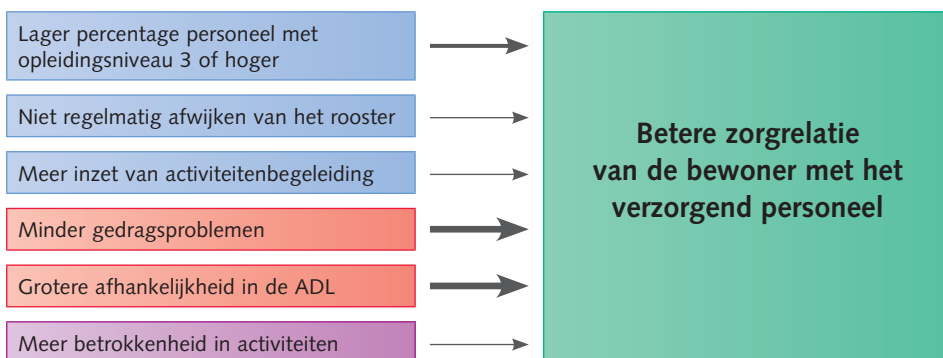 Lager percentage personeel met
opleidingsniveau 3 of hoger
Niet regelmatig afwijken van het rooster
Meer inzet van activiteitenbegeleiding
Minder gedragsproblemen
Grotere afhankelijkheid in de ADL
Meer betrokkenheid in activiteiten
Betere zorgrelatie
van de bewoner met het
verzorgend personeel